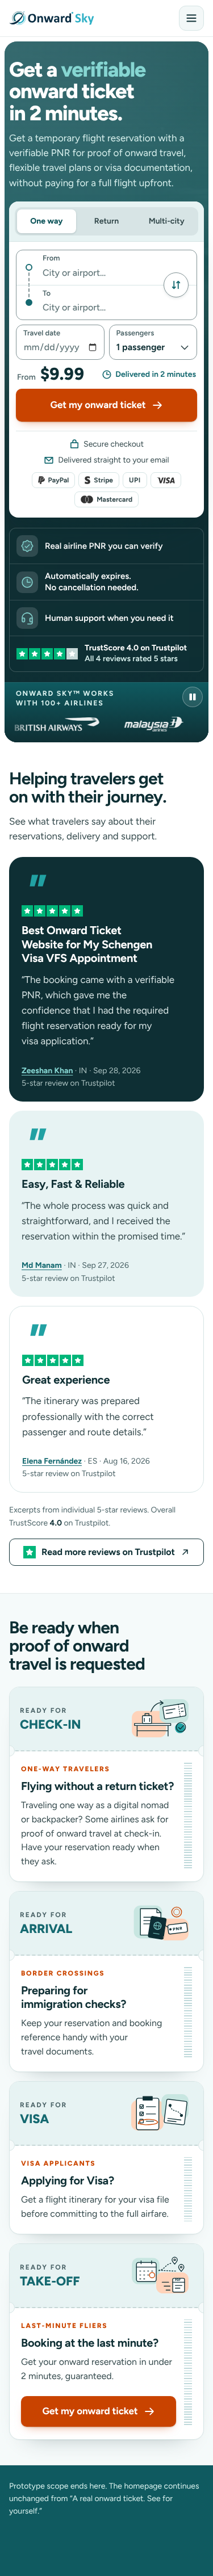 Onward Sky
Get a verifiable
onward ticket
in 2 minutes.
Get a temporary flight reservation with a
verifiable PNR for proof of onward travel,
flexible travel plans or visa documentation,
without paying for a full flight upfront.
One way
Return
Multi-city
From
City or airport...
To
City or airport...
Travel date
mm/dd/yyyy
Passengers
1 passenger
From $9.99
Delivered in 2 minutes
Get my onward ticket →
Secure checkout
Delivered straight to your email
PayPal
Stripe
UPI
VISA
Mastercard
Real airline PNR you can verify
Automatically expires.
No cancellation needed.
Human support when you need it
TrustScore 4.0 on Trustpilot
All 4 reviews rated 5 stars
ONWARD SKY™ WORKS
WITH 100+ AIRLINES
BRITISH AIRWAYS
malaysia
airlines
Helping travelers get
on with their journey.
See what travelers say about their
reservations, delivery and support.
Best Onward Ticket
Website for My Schengen
Visa VFS Appointment
“The booking came with a verifiable
PNR, which gave me the
confidence that I had the required
flight reservation ready for my
visa application.”
Zeeshan Khan · IN · Sep 28, 2026
5-star review on Trustpilot
Easy, Fast & Reliable
“The whole process was quick and
straightforward, and I received the
reservation within the promised time.”
Md Manam · IN · Sep 27, 2026
5-star review on Trustpilot
Great experience
“The itinerary was prepared
professionally with the correct
passenger and route details.”
Elena Fernández · ES · Aug 16, 2026
5-star review on Trustpilot
Excerpts from individual 5-star reviews. Overall
TrustScore 4.0 on Trustpilot.
Read more reviews on Trustpilot ↗
Be ready when
proof of onward
travel is requested
READY FOR
CHECK-IN
ONE-WAY TRAVELERS
Flying without a return ticket?
Traveling one way as a digital nomad
or backpacker? Some airlines ask for
proof of onward travel at check-in.
Have your reservation ready when
they ask.
READY FOR
ARRIVAL
PNR
BORDER CROSSINGS
Preparing for
immigration checks?
Keep your reservation and booking
reference handy with your
travel documents.
READY FOR
VISA
VISA APPLICANTS
Applying for Visa?
Get a flight itinerary for your visa file
before committing to the full airfare.
READY FOR
TAKE-OFF
LAST-MINUTE FLIERS
Booking at the last minute?
Get your onward reservation in under
2 minutes, guaranteed.
Get my onward ticket →
Prototype scope ends here. The homepage continues
unchanged from “A real onward ticket. See for
yourself.”